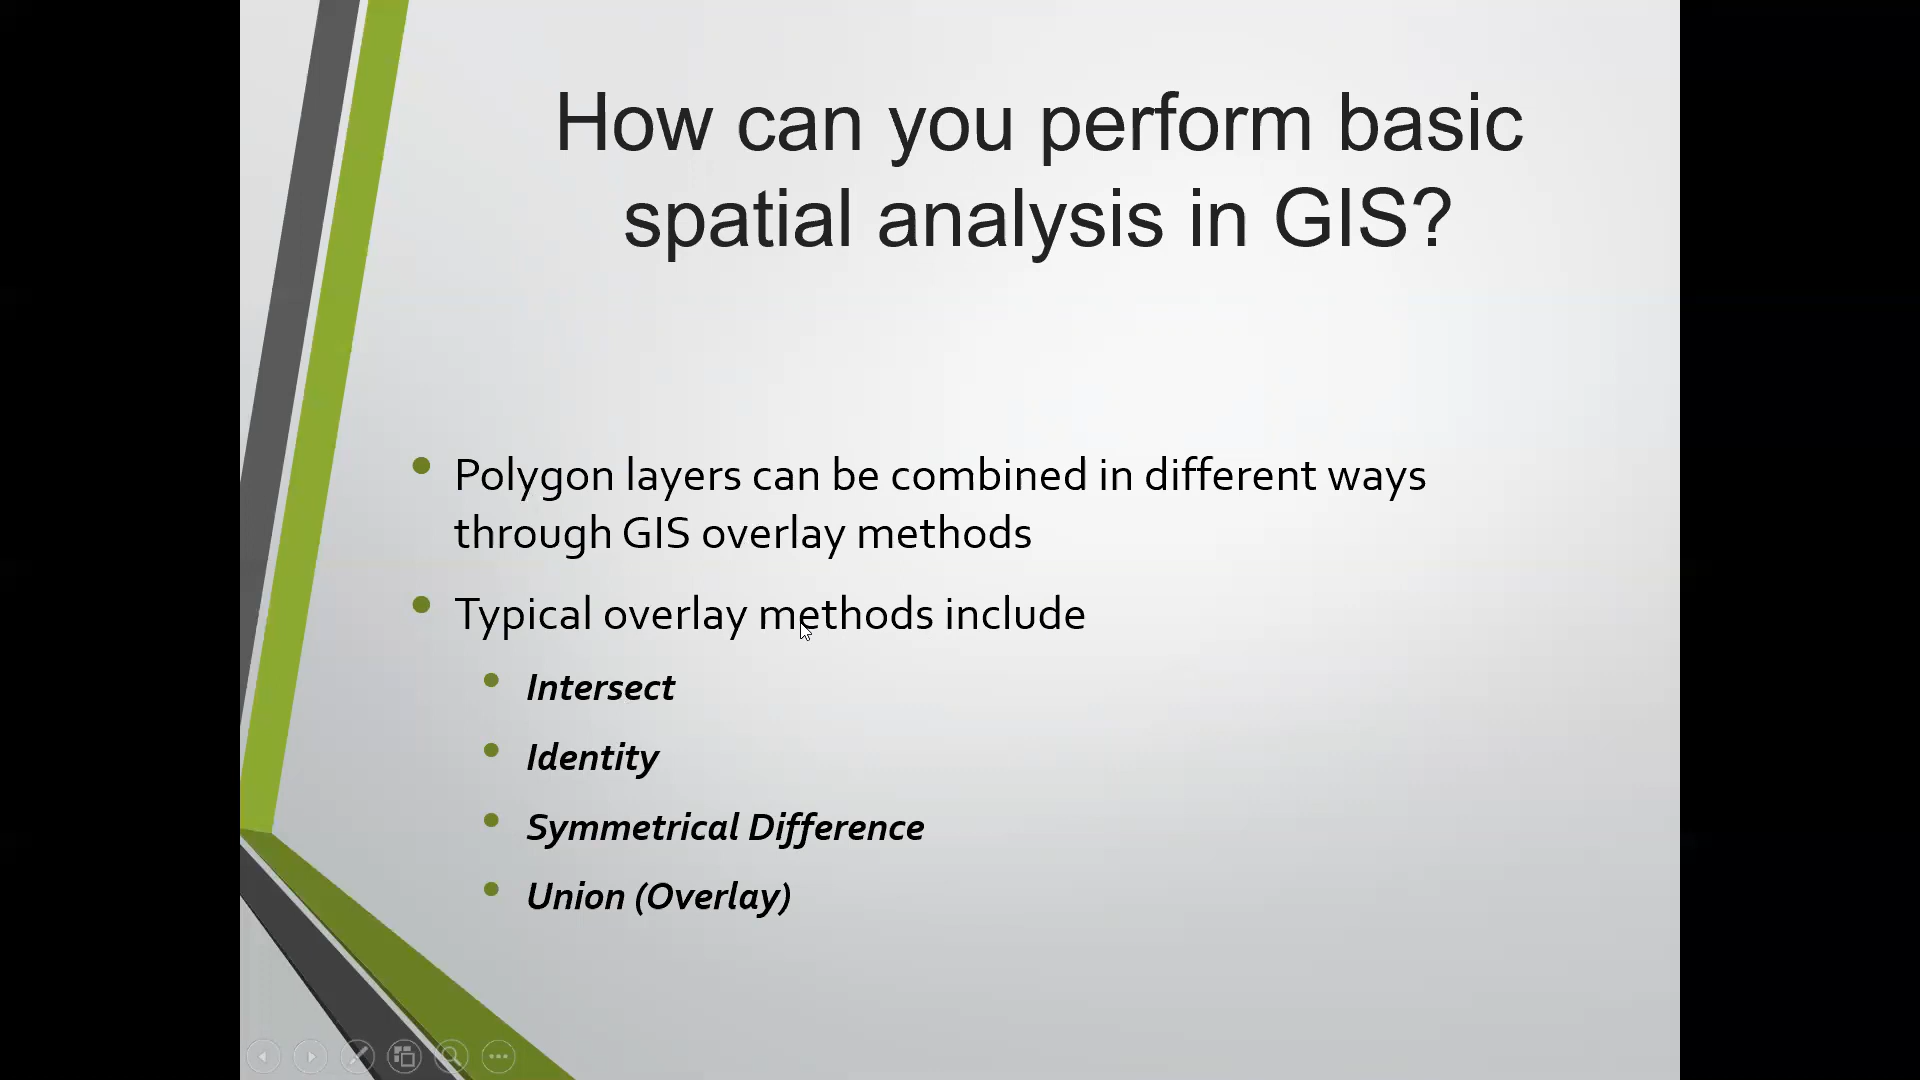 How can you perform basic
spatial analysis in GIS?
Polygon layers can be combined in different ways
through GIS overlay methods
Typical overlay methods include
Intersect
Identity
Symmetrical Difference
Union (Overlay)